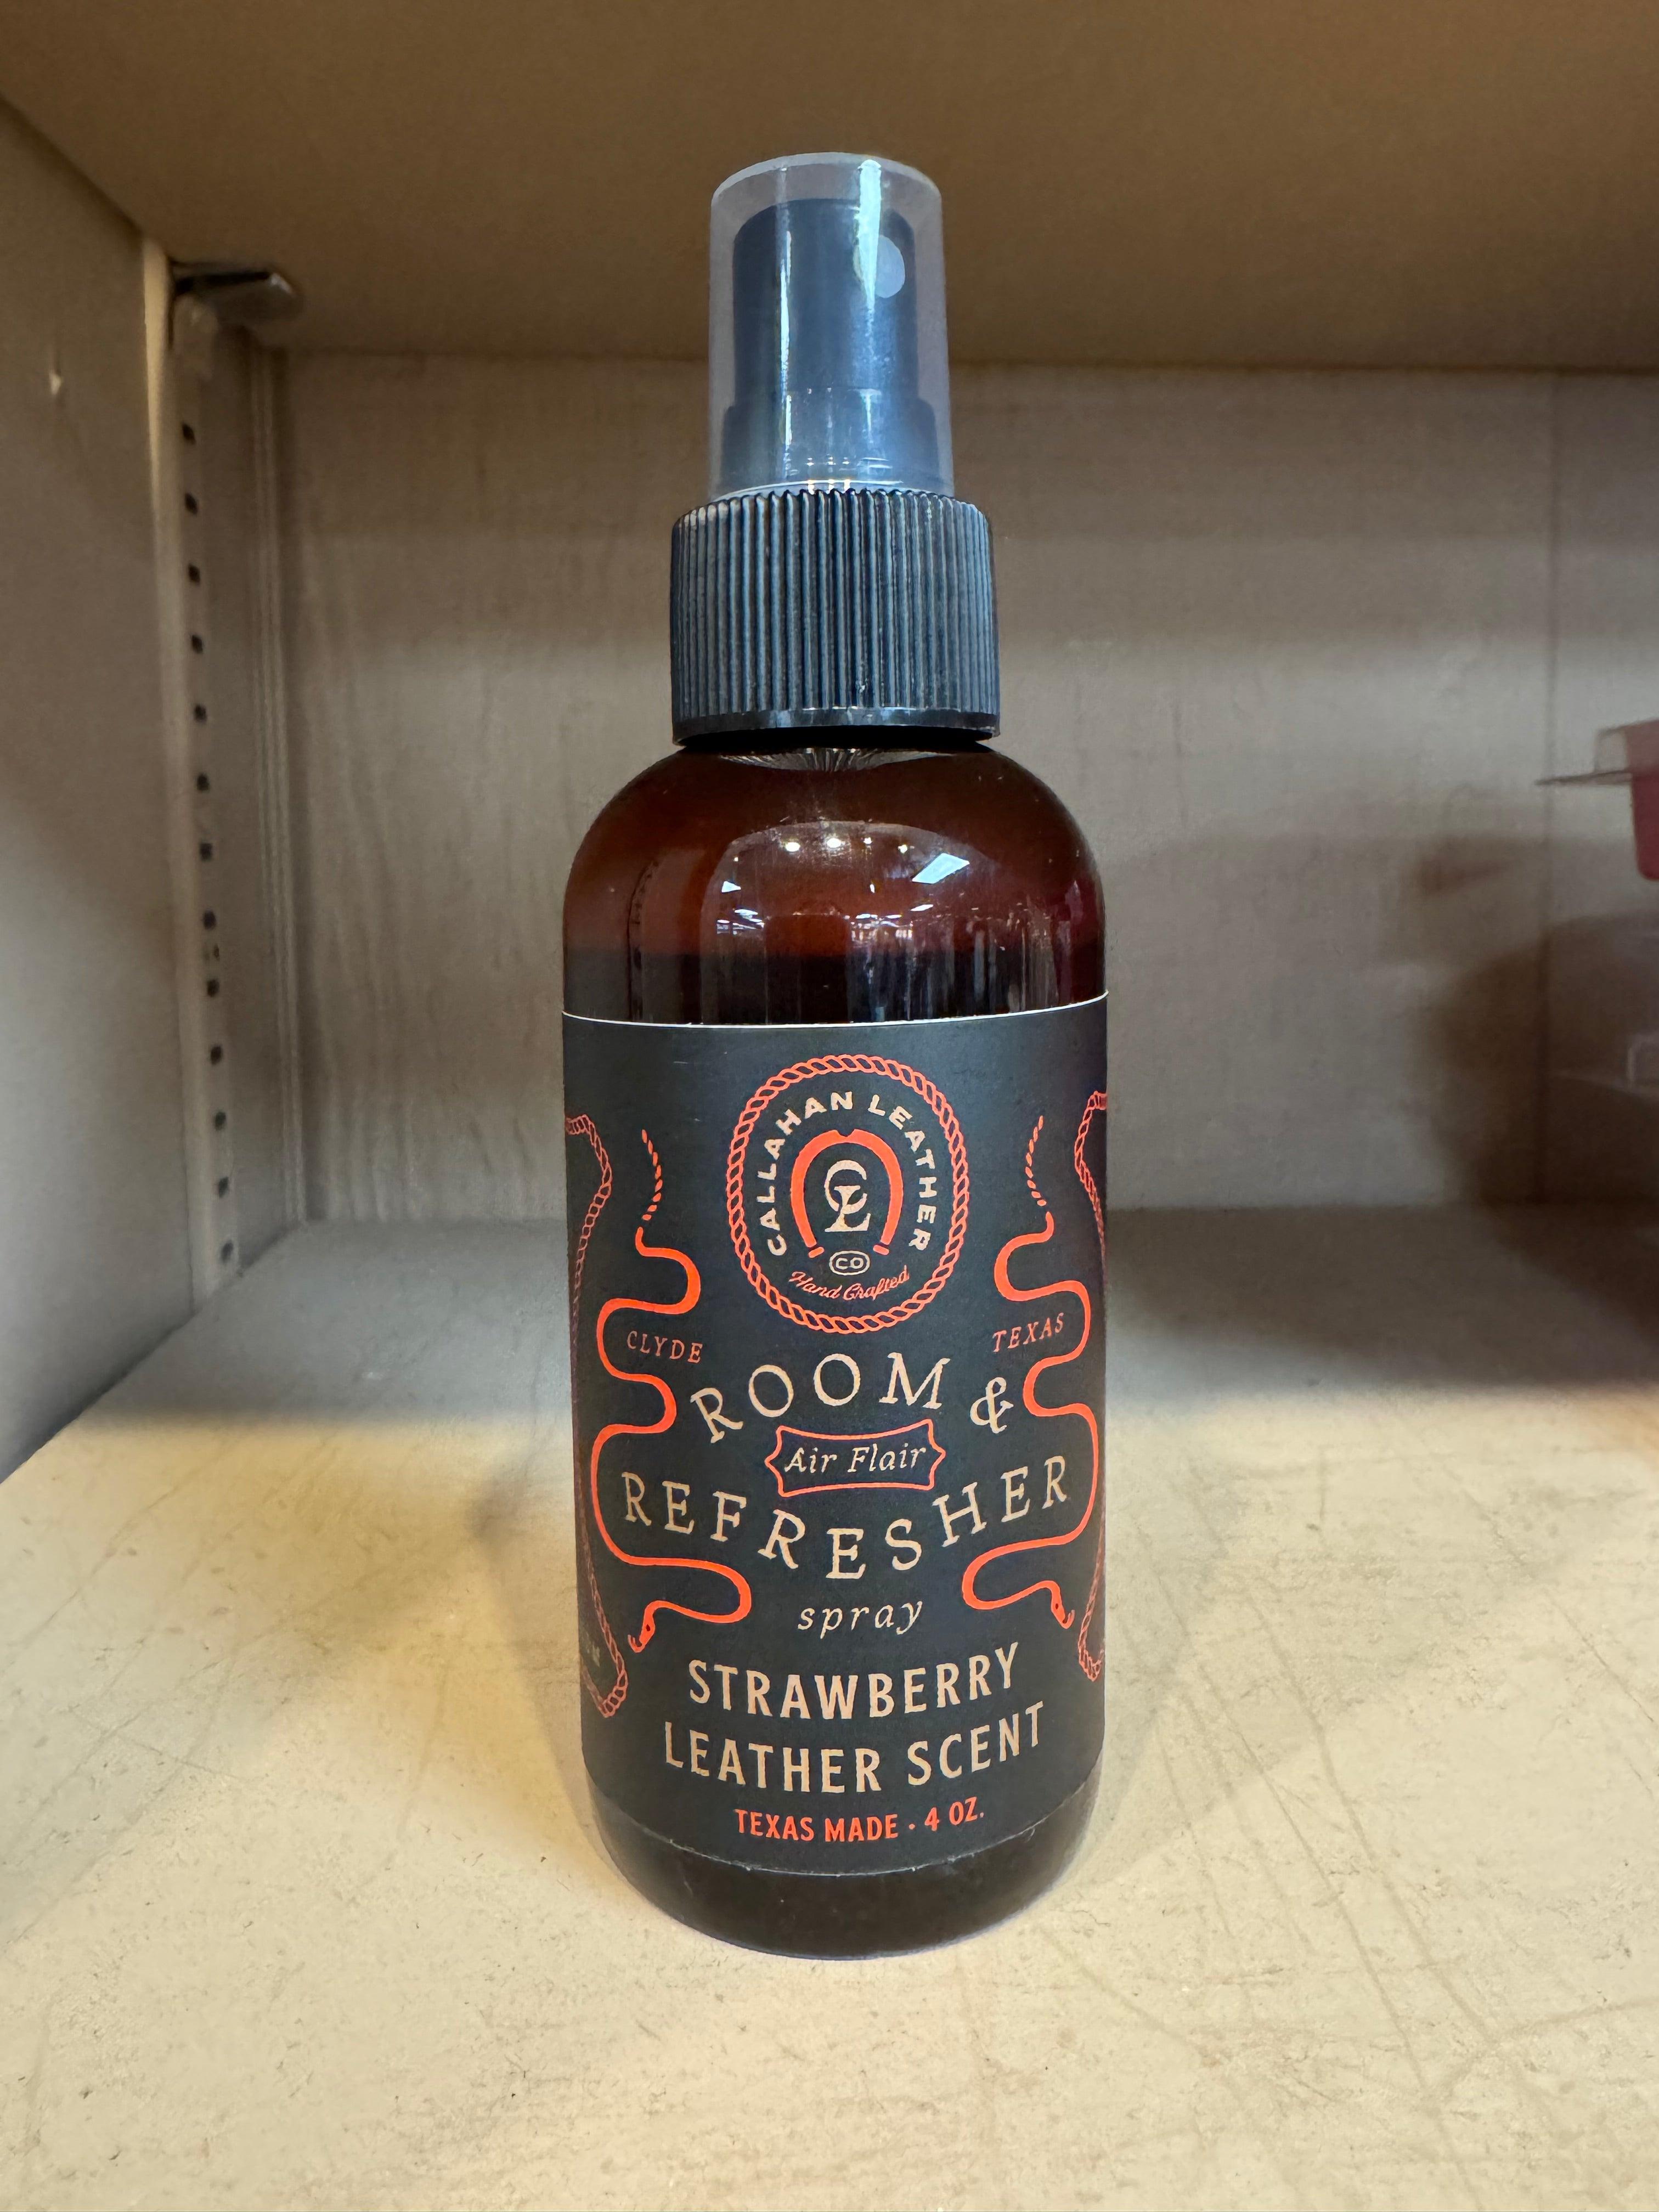 CALLAHAN LEATHER
CL
CO
Hand Crafted
CLYDE
TEXAS
ROOM &
Air Flair
REFRESHER
spray
STRAWBERRY
LEATHER SCENT
TEXAS MADE · 4 OZ.